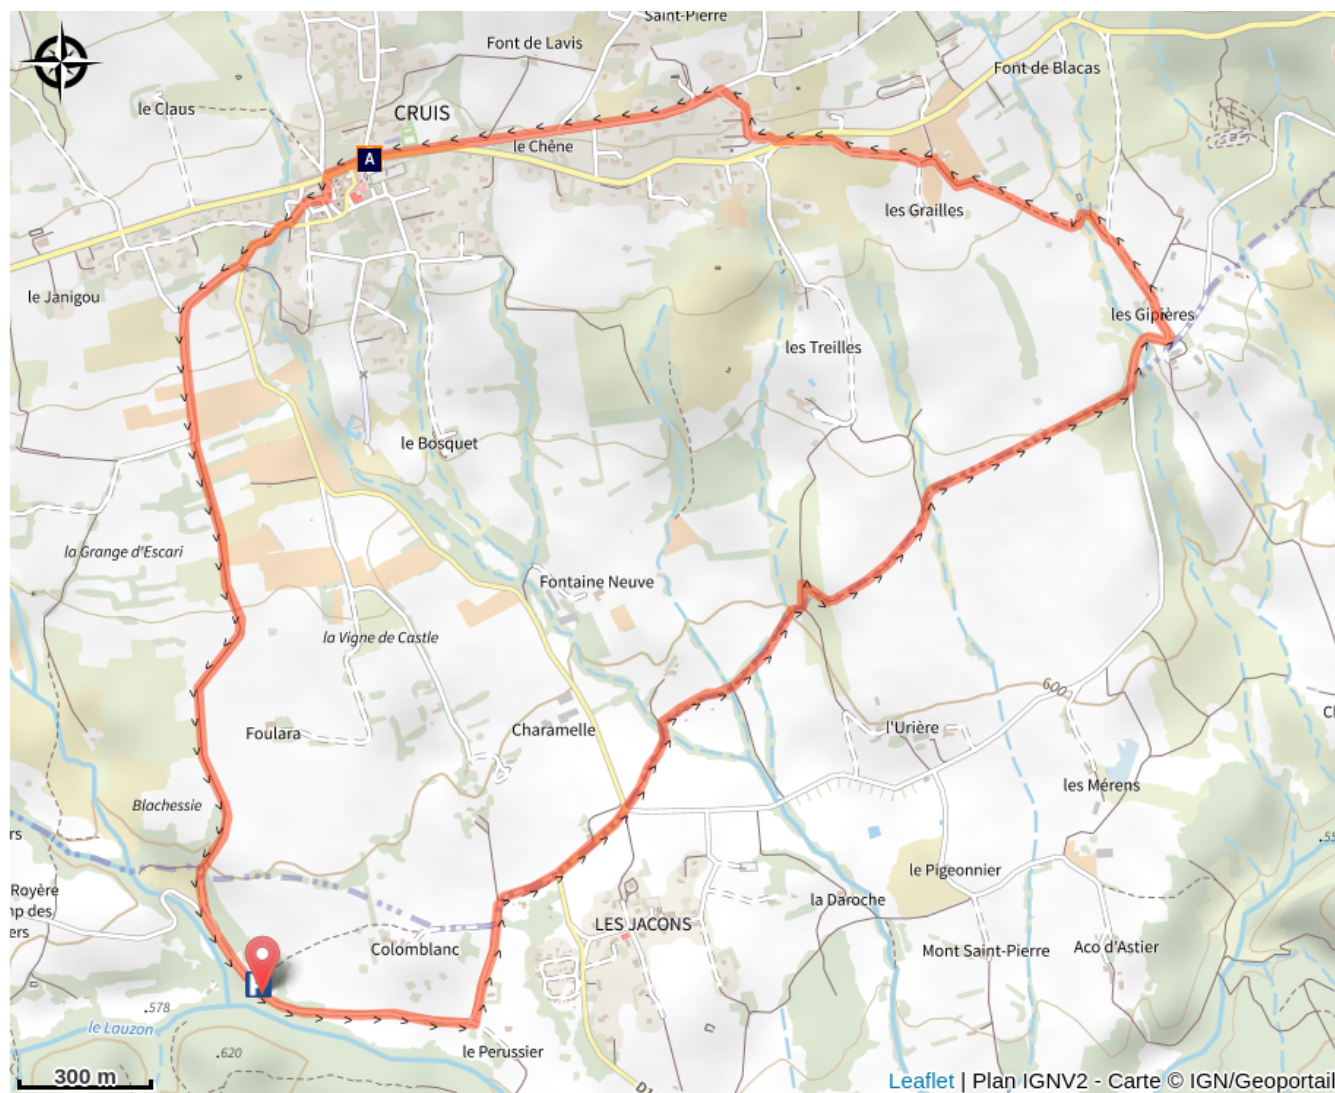 Saint-Pierre
Font de Lavis
Font de Blacas
le Claus
CRUIS
le Chêne
A
les Grailles
le Janigou
les Gipières
les Treilles
le Bosquet
la Grange d'Escari
Fontaine Neuve
la Vigne de Castle
600
Foulara
Charamelle
l'Urière
les Mérens
Blachessie
le Pigeonnier
Royère
la Daroche
LES JACONS
Colomblanc
Mont Saint-Pierre
Aco d'Astier
.578
le Lauzon
.620
le Perussier
300 m
Leaflet | Plan IGNV2 - Carte © IGN/Geoportail